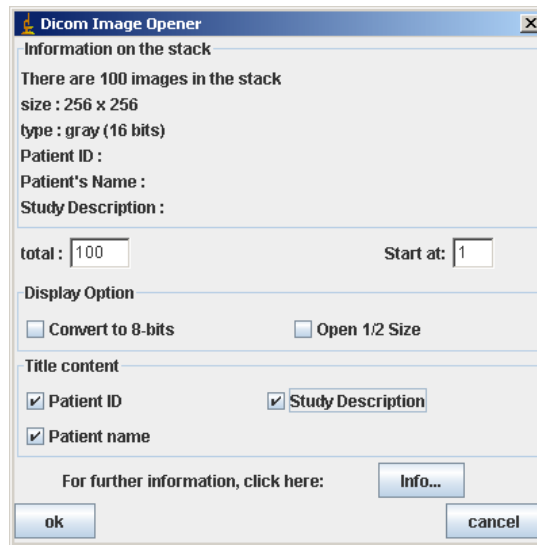 Dicom Image Opener
Information on the stack
There are 100 images in the stack
size : 256 x 256
type : gray (16 bits)
Patient ID :
Patient's Name :
Study Description :
total : 100 Start at: 1
Display Option
Convert to 8-bits Open 1/2 Size
Title content
Patient ID Study Description
Patient name
For further information, click here: Info...
ok cancel